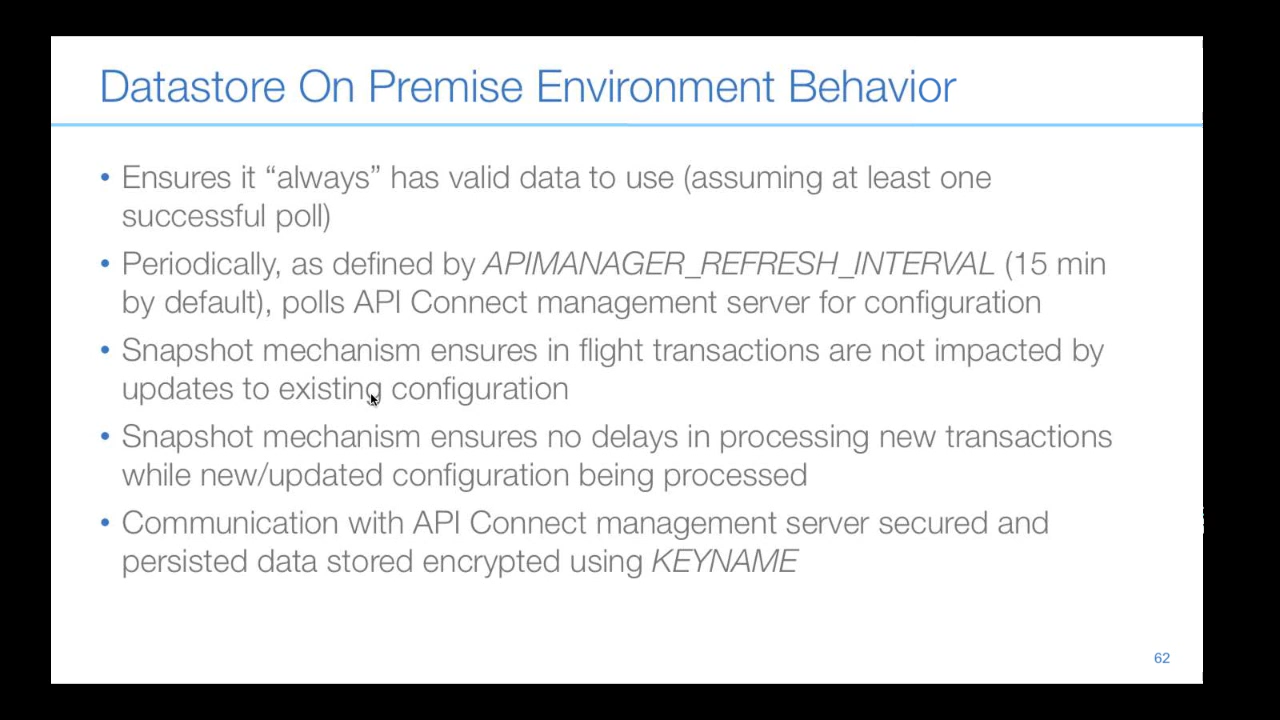 Datastore On Premise Environment Behavior
• Ensures it “always” has valid data to use (assuming at least one
successful poll)
• Periodically, as defined by APIMANAGER_REFRESH_INTERVAL (15 min
by default), polls API Connect management server for configuration
• Snapshot mechanism ensures in flight transactions are not impacted by
updates to existing configuration
• Snapshot mechanism ensures no delays in processing new transactions
while new/updated configuration being processed
• Communication with API Connect management server secured and
persisted data stored encrypted using KEYNAME
62